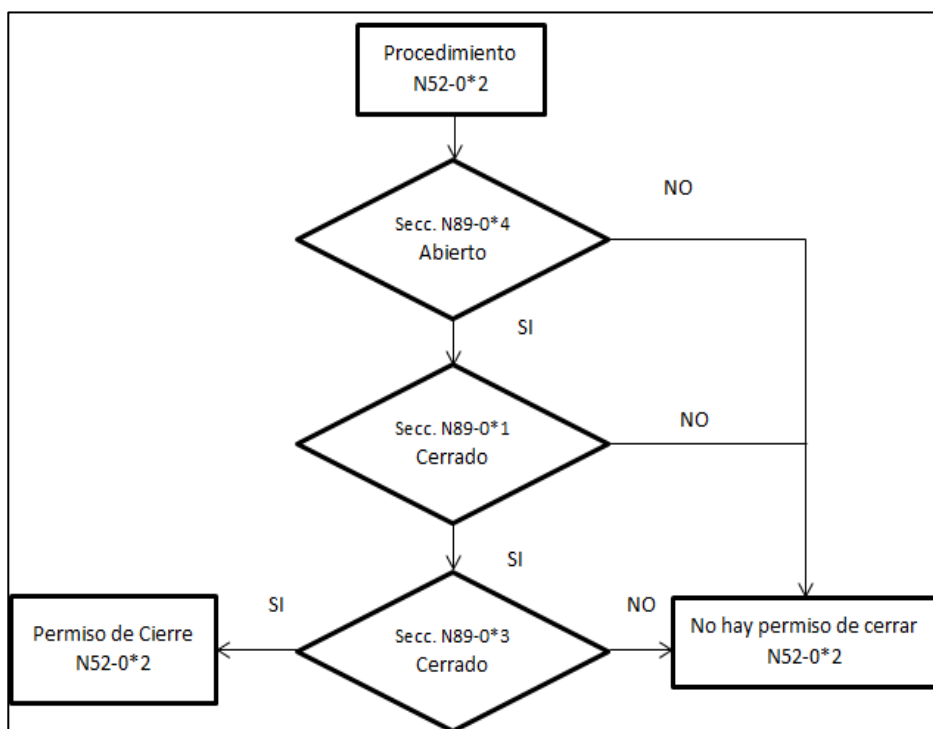 Procedimiento
N52-0*2
NO
Secc. N89-0*4
Abierto
SI
Secc. N89-0*1
Cerrado
NO
SI
SI
NO
Permiso de Cierre
N52-0*2
Secc. N89-0*3
Cerrado
No hay permiso de cerrar
N52-0*2